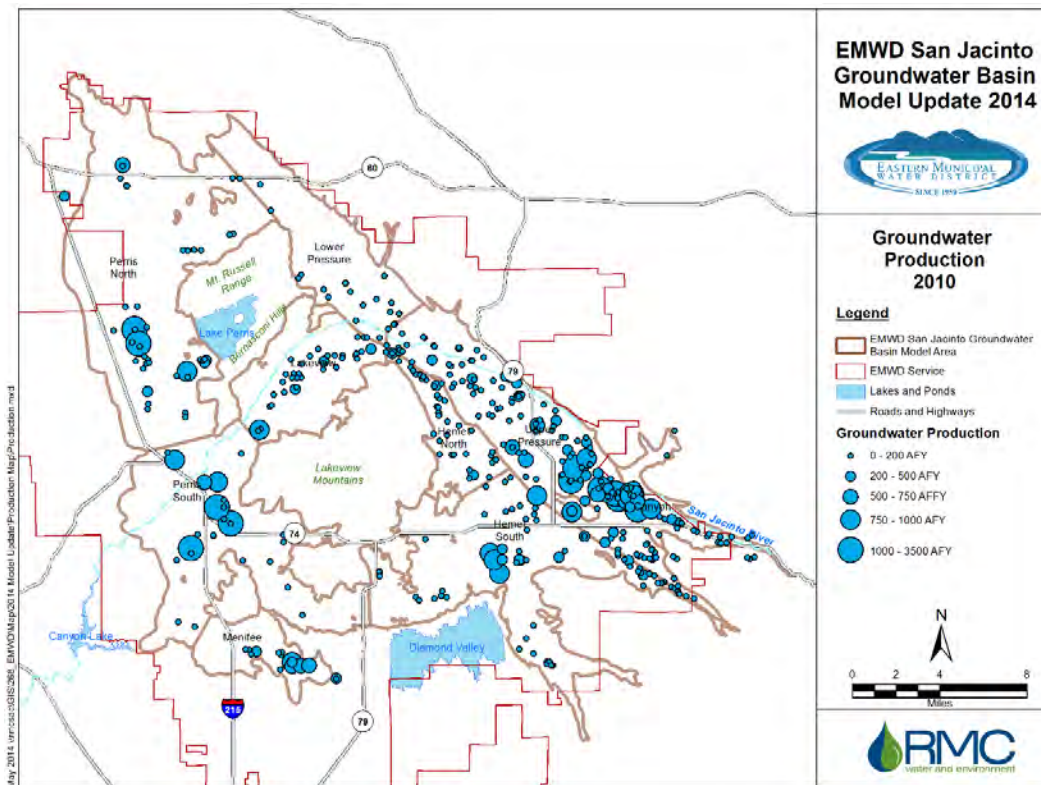 EMWD San Jacinto
Groundwater Basin
Model Update 2014
EASTERN MUNICIPAL
WATER DISTRICT
SINCE 1950
Groundwater
Production
2010
Legend
EMWD San Jacinto Groundwater
Basin Model Area
EMWD Service
Lakes and Ponds
Roads and Highways
Groundwater Production
0 - 200 AFY
200 - 500 AFY
500 - 750 AFFY
750 - 1000 AFY
1000 - 3500 AFY
N
0 2 4 8
Miles
RMC
water and environment
60
Lower
Pressure
Perris
North
Mt. Russell
Range
Lake Perris
Bernasconi Hills
Lakeview
79
Hemet
North
Upper
Pressure
Lakeview
Mountains
Perris
South
Canyon
San Jacinto River
74
Hemet
South
Canyon Lake
Menifee
Diamond Valley
215
79